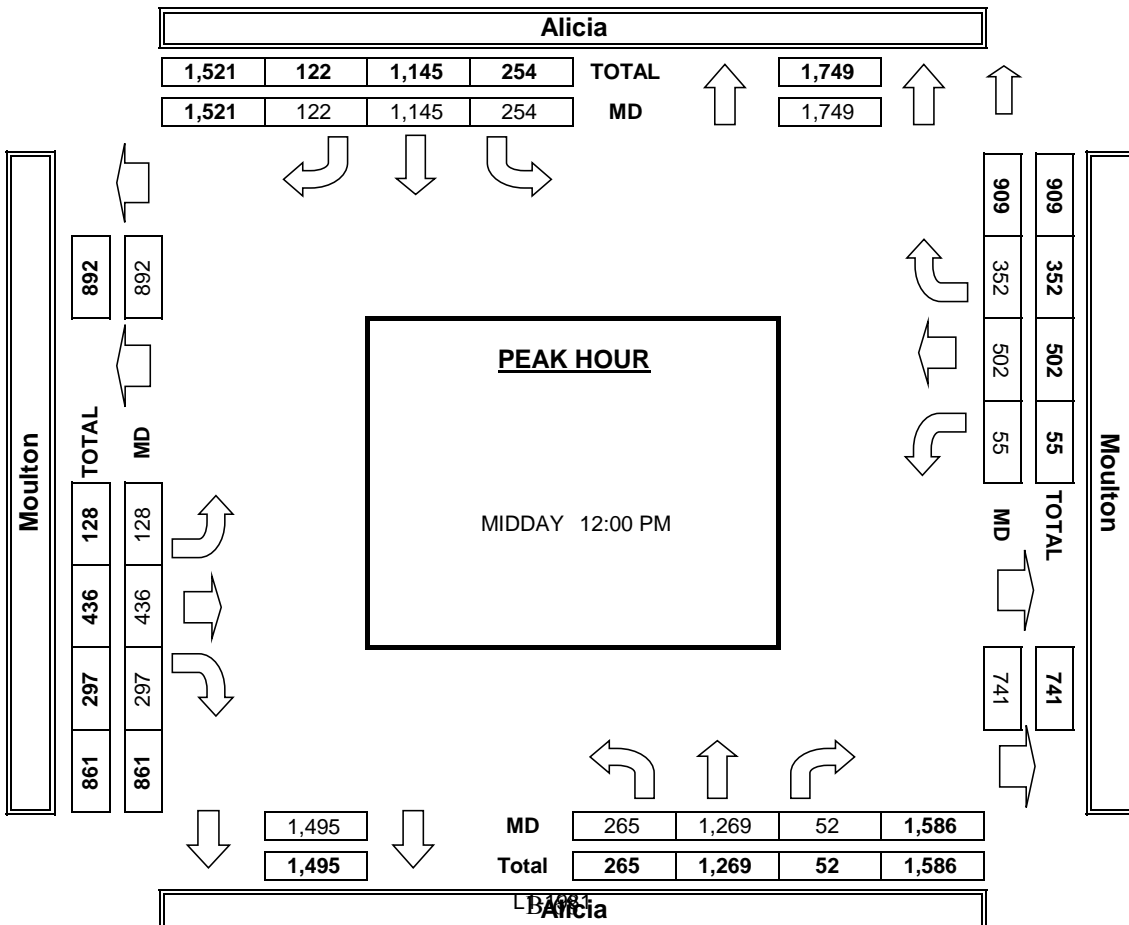 Alicia
1,521 122 1,145 254 TOTAL 1,749
1,521 122 1,145 254 MD 1,749
Moulton
TOTAL 892
MD 892
128 436 297 861
128 436 297 861
PEAK HOUR
MIDDAY 12:00 PM
909 352 502 55 MD 741
909 352 502 55 TOTAL 741
Moulton
1,495 MD 265 1,269 52 1,586
1,495 Total 265 1,269 52 1,586
Alicia